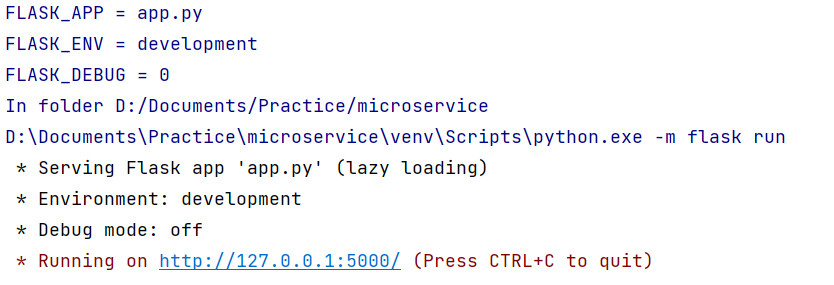 FLASK_APP = app.py
FLASK_ENV = development
FLASK_DEBUG = 0
In folder D:/Documents/Practice/microservice
D:\Documents\Practice\microservice\venv\Scripts\python.exe -m flask run
 * Serving Flask app 'app.py' (lazy loading)
 * Environment: development
 * Debug mode: off
 * Running on http://127.0.0.1:5000/ (Press CTRL+C to quit)